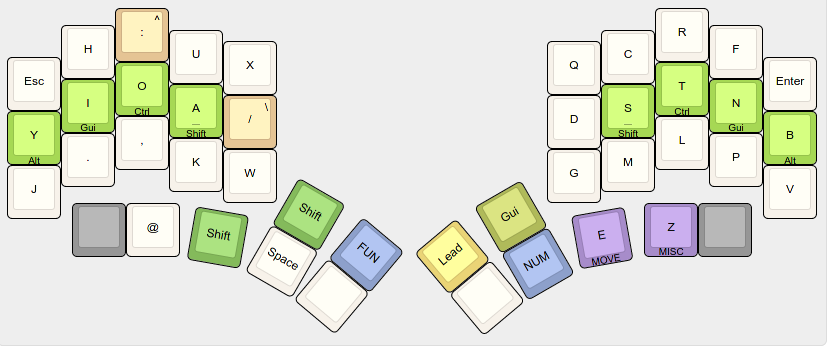 Esc H : ^ U X
Y Alt I Gui O Ctrl A Shift / \
J . , K W
@ Shift Shift Space FUN
Q C R F Enter
D S Shift T Ctrl N Gui B Alt
G M L P V
Lead Gui NUM E MOVE Z MISC